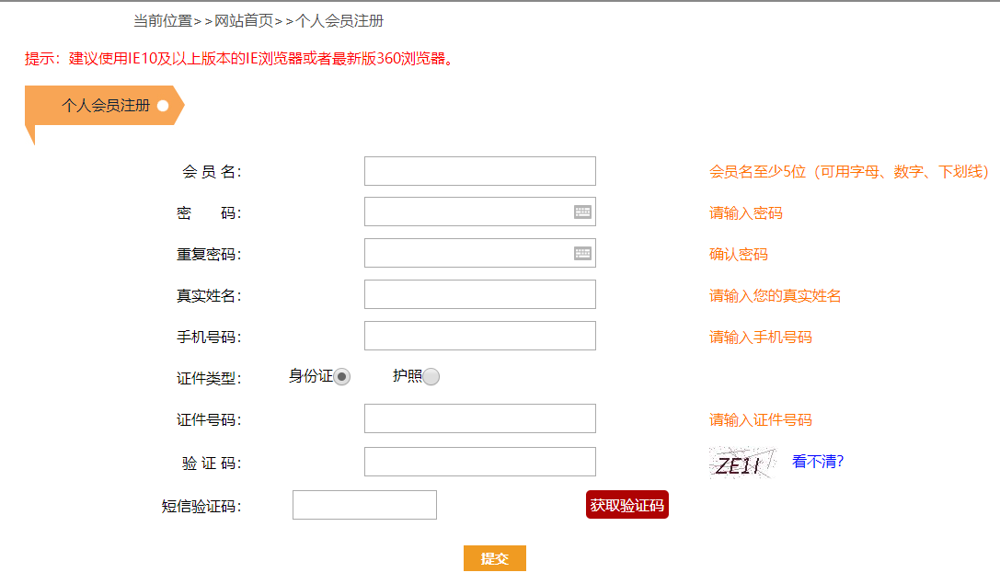 当前位置>>网站首页>>个人会员注册
提示：建议使用IE10及以上版本的IE浏览器或者最新版360浏览器。
个人会员注册
会 员 名： 会员名至少5位（可用字母、数字、下划线）
密　　码： 请输入密码
重复密码： 确认密码
真实姓名： 请输入您的真实姓名
手机号码： 请输入手机号码
证件类型： 身份证 护照
证件号码： 请输入证件号码
验 证 码： 看不清?
短信验证码： 获取验证码
提交